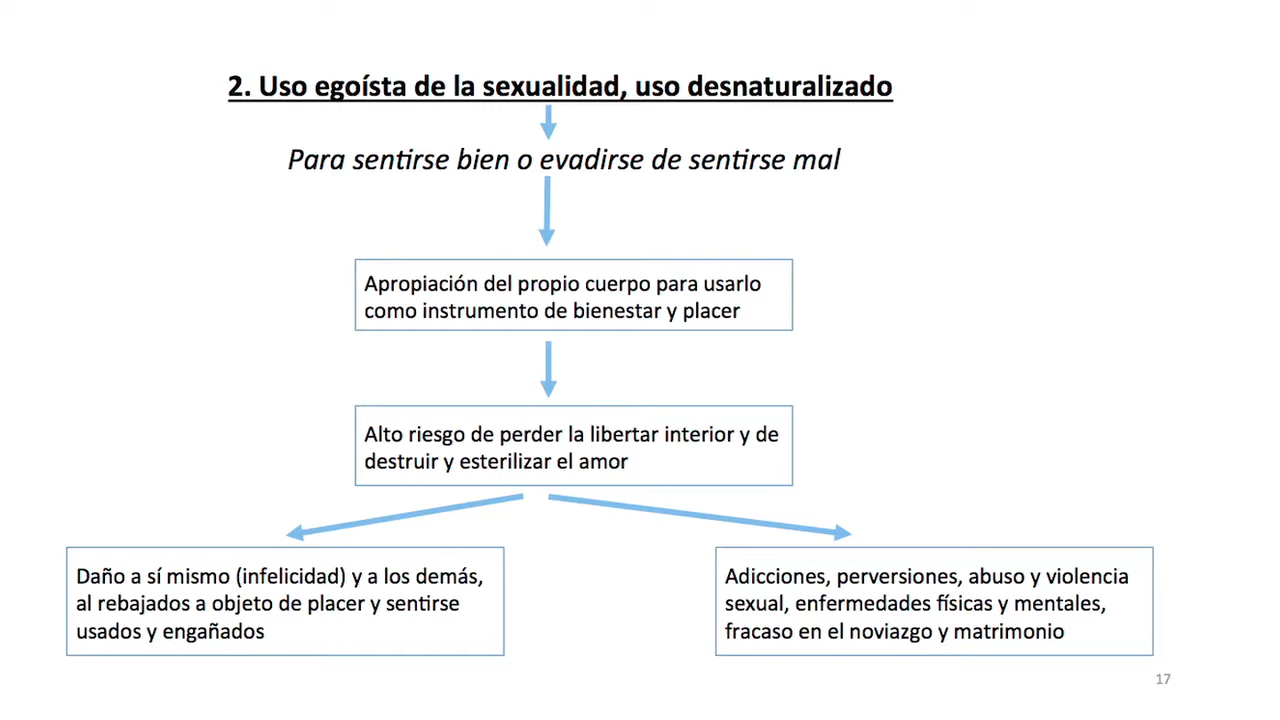 2. Uso egoísta de la sexualidad, uso desnaturalizado
Para sentirse bien o evadirse de sentirse mal
Apropiación del propio cuerpo para usarlo
como instrumento de bienestar y placer
Alto riesgo de perder la libertar interior y de
destruir y esterilizar el amor
Daño a sí mismo (infelicidad) y a los demás,
al rebajados a objeto de placer y sentirse
usados y engañados
Adicciones, perversiones, abuso y violencia
sexual, enfermedades físicas y mentales,
fracaso en el noviazgo y matrimonio
17